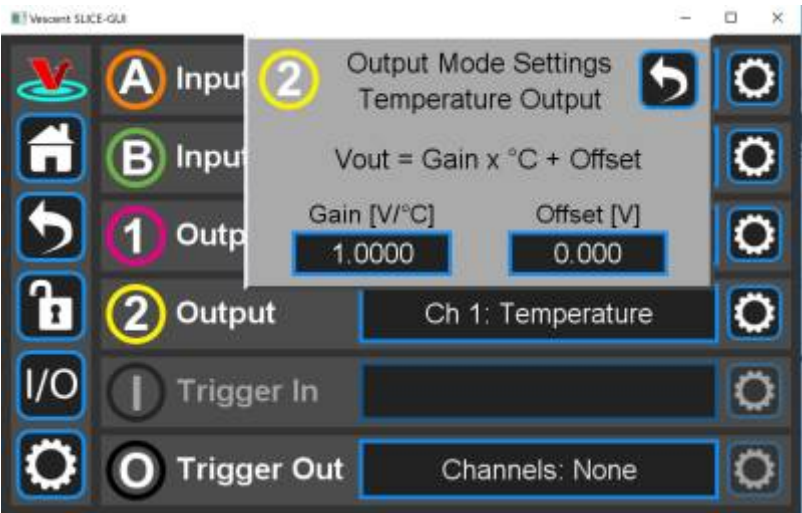 Vescent SLICE-GUI
A Input
2 Output Mode Settings
Temperature Output
B Input
Vout = Gain x °C + Offset
1 Outp
Gain [V/°C] Offset [V]
1.0000 0.000
2 Output Ch 1: Temperature
I/O
I Trigger In
O Trigger Out Channels: None